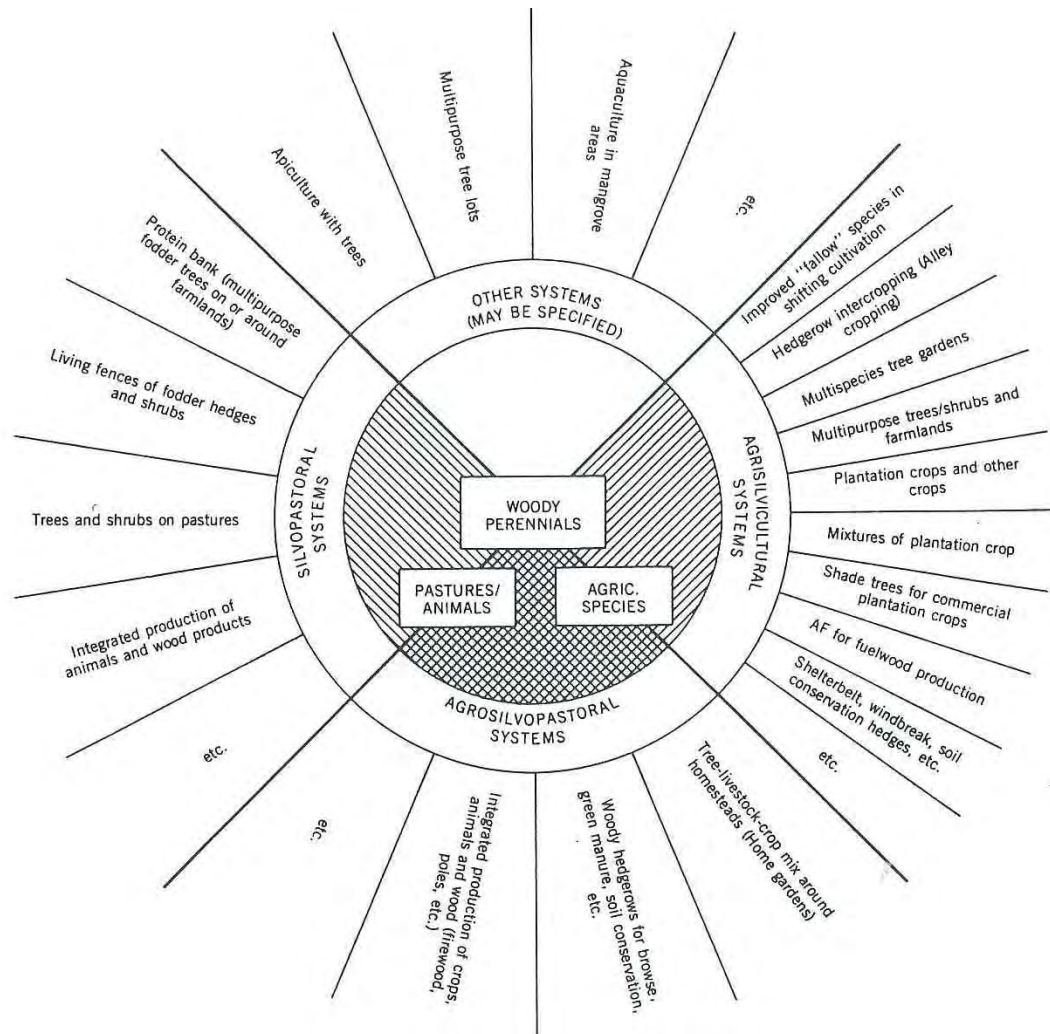 Aquaculture in mangrove
areas
etc.
Improved "fallow" species in
shifting cultivation
Hedgerow intercropping (Alley
cropping)
Multispecies tree gardens
Multipurpose trees/shrubs and
farmlands
Plantation crops and other
crops
Mixtures of plantation crop
Shade trees for commercial
plantation crops
AF for fuelwood production
Shelterbelt, windbreak, soil
conservation hedges, etc.
etc.
Tree-livestock-crop mix around
homesteads (Home gardens)
Woody hedgerows for browse,
green manure, soil conservation,
etc.
Integrated production of crops,
animals and wood (firewood,
poles, etc.)
etc.
etc.
Integrated production of
animals and wood products
Trees and shrubs on pastures
Living fences of fodder hedges
and shrubs
Protein bank (multipurpose
fodder trees on or around
farmlands)
Apiculture with trees
Multipurpose tree lots
OTHER SYSTEMS
(MAY BE SPECIFIED)
AGRISILVICULTURAL
SYSTEMS
AGROSILVOPASTORAL
SYSTEMS
SILVOPASTORAL
SYSTEMS
WOODY
PERENNIALS
PASTURES/
ANIMALS
AGRIC.
SPECIES